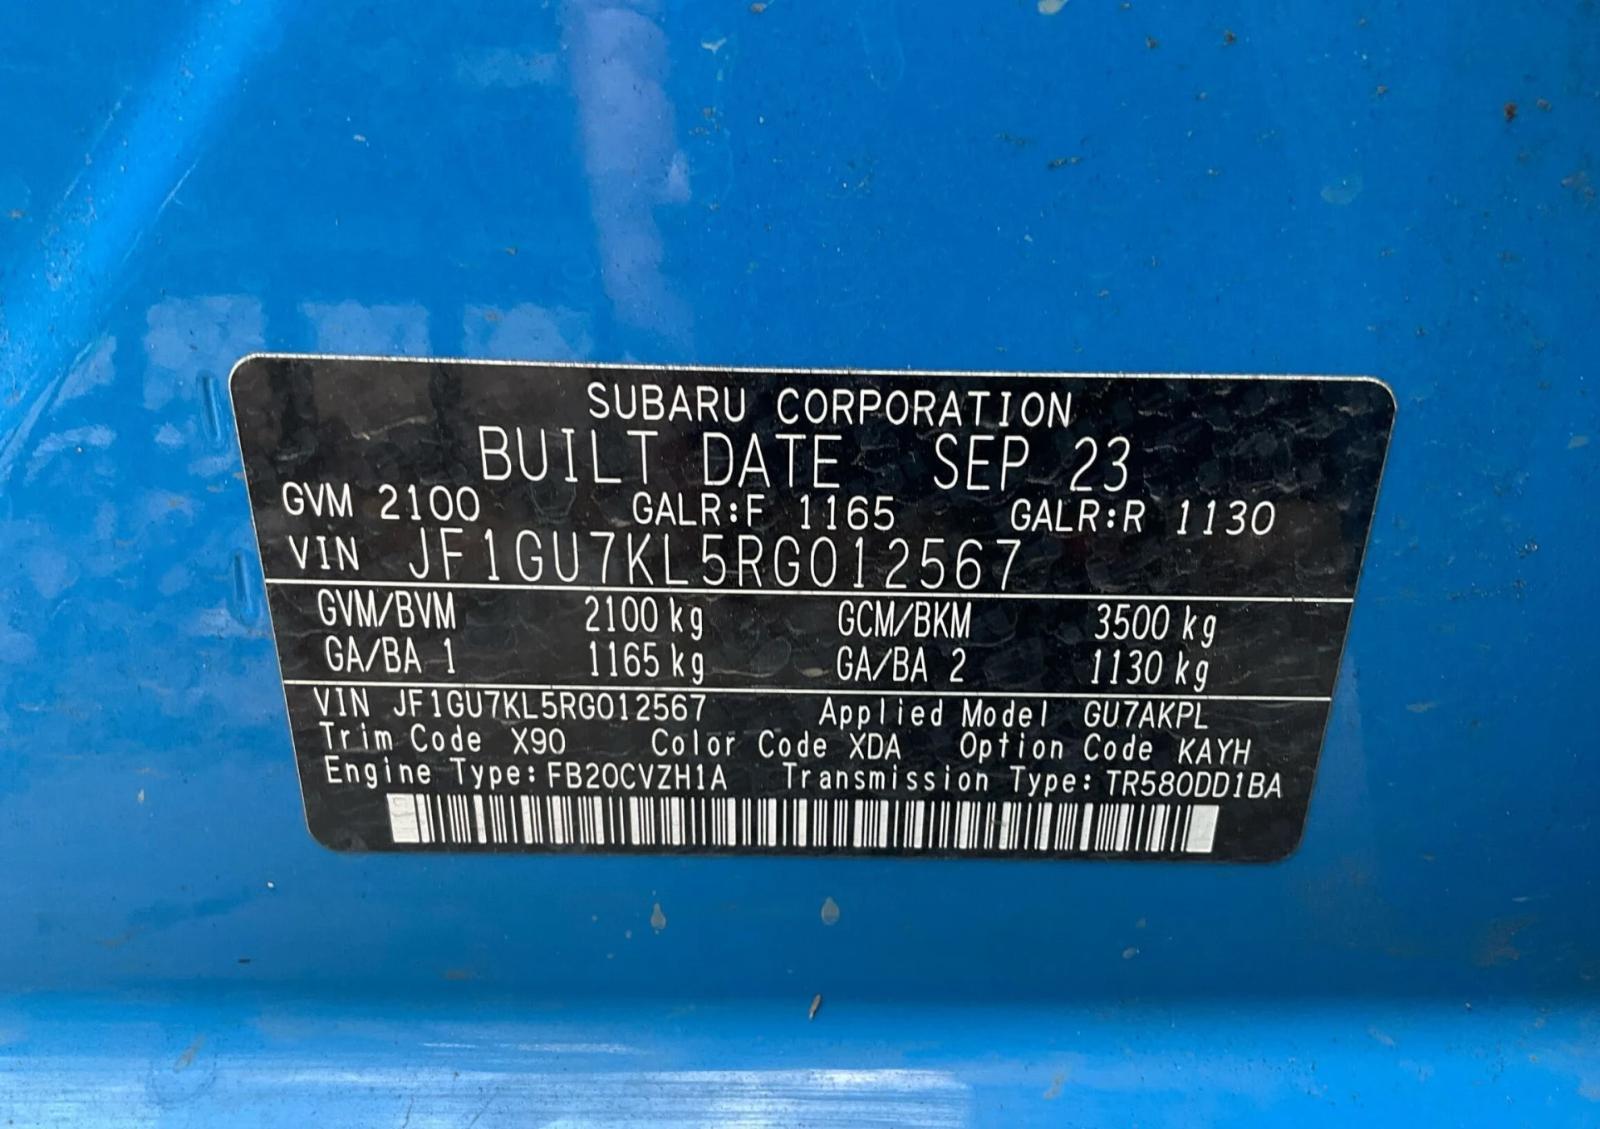 SUBARU CORPORATION
BUILT DATE SEP 23
GVM 2100 GALR:F 1165 GALR:R 1130
VIN JF1GU7KL5RG012567
GVM/BVM 2100 kg GCM/BKM 3500 kg
GA/BA 1 1165 kg GA/BA 2 1130 kg
VIN JF1GU7KL5RG012567 Applied Model GU7AKPL
Trim Code X90 Color Code XDA Option Code KAYH
Engine Type: FB20CVZH1A Transmission Type: TR580DD1BA